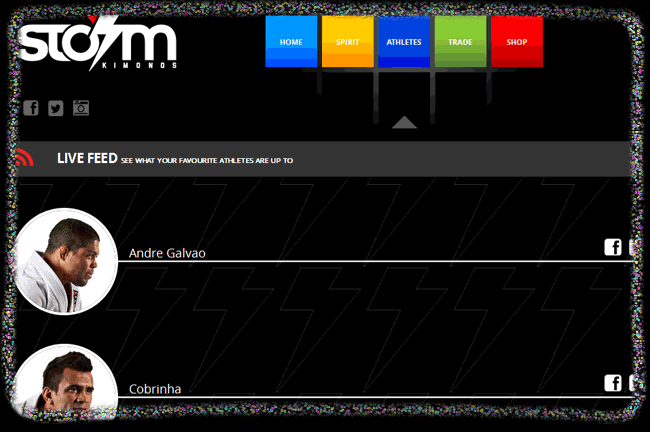 STORM
KIMONOS
HOME SPIRIT ATHLETES TRADE SHOP
LIVE FEED SEE WHAT YOUR FAVOURITE ATHLETES ARE UP TO
Andre Galvao
Cobrinha